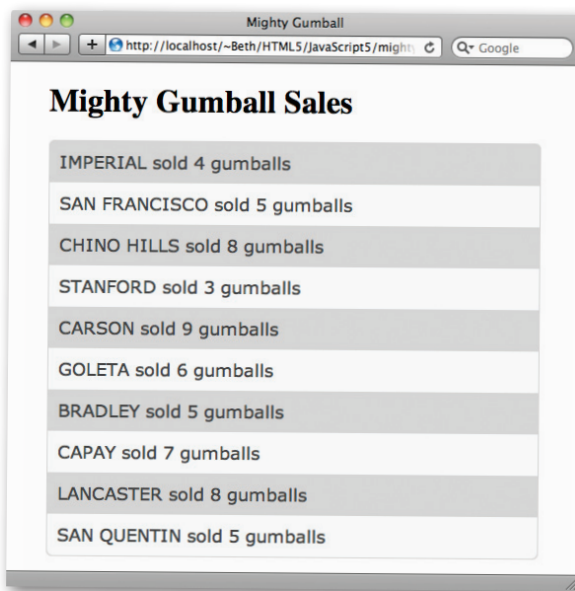 Mighty Gumball
http://localhost/~Beth/HTML5/JavaScript5/might
Google
Mighty Gumball Sales
IMPERIAL sold 4 gumballs
SAN FRANCISCO sold 5 gumballs
CHINO HILLS sold 8 gumballs
STANFORD sold 3 gumballs
CARSON sold 9 gumballs
GOLETA sold 6 gumballs
BRADLEY sold 5 gumballs
CAPAY sold 7 gumballs
LANCASTER sold 8 gumballs
SAN QUENTIN sold 5 gumballs